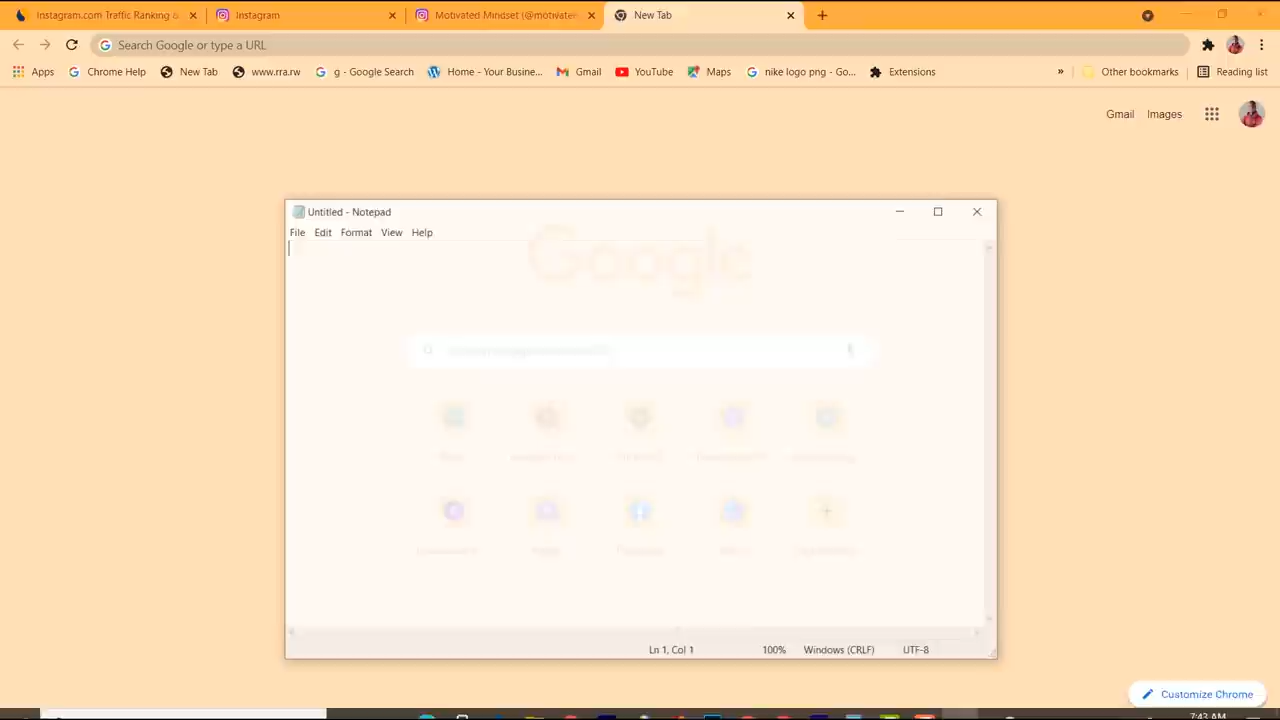 Instagram.com Traffic Ranking &
Instagram
Motivated Mindset (@motivate
New Tab
Search Google or type a URL
Apps
Chrome Help
New Tab
www.rra.rw
g - Google Search
Home - Your Busine...
Gmail
YouTube
Maps
nike logo png - Go...
Extensions
»
Other bookmarks
Reading list
Gmail
Images
Untitled - Notepad
File
Edit
Format
View
Help
Google
Ln 1, Col 1
100%
Windows (CRLF)
UTF-8
Customize Chrome
7:43 AM